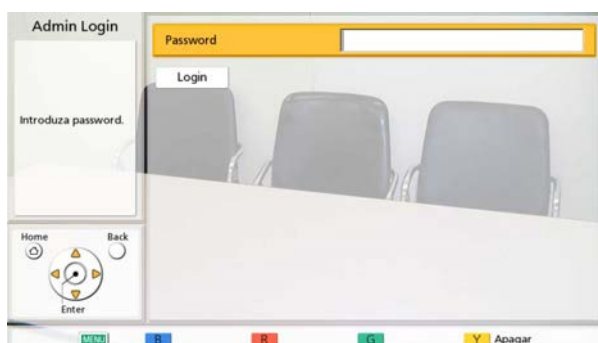 Admin Login
Password
Login
Introduza password.
Home
Back
Enter
MENU
B
R
G
Y Apagar